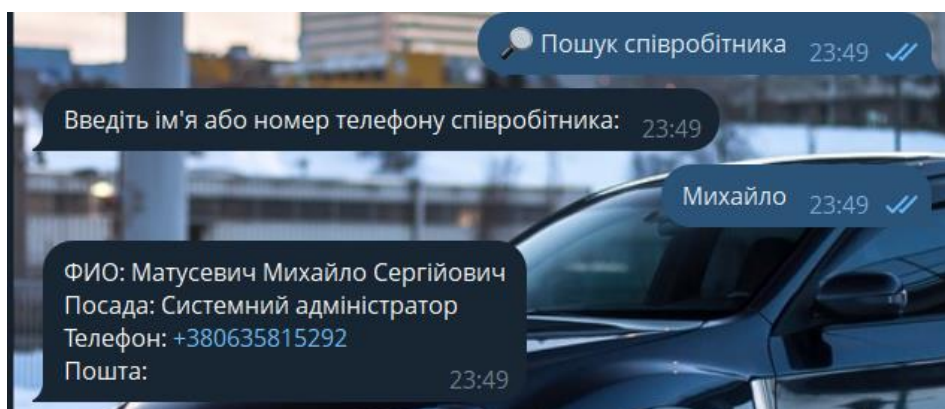 🔎 Пошук співробітника 23:49
Введіть ім'я або номер телефону співробітника: 23:49
Михайло 23:49
ФИО: Матусевич Михайло Сергійович
Посада: Системний адміністратор
Телефон: +380635815292
Пошта: 23:49